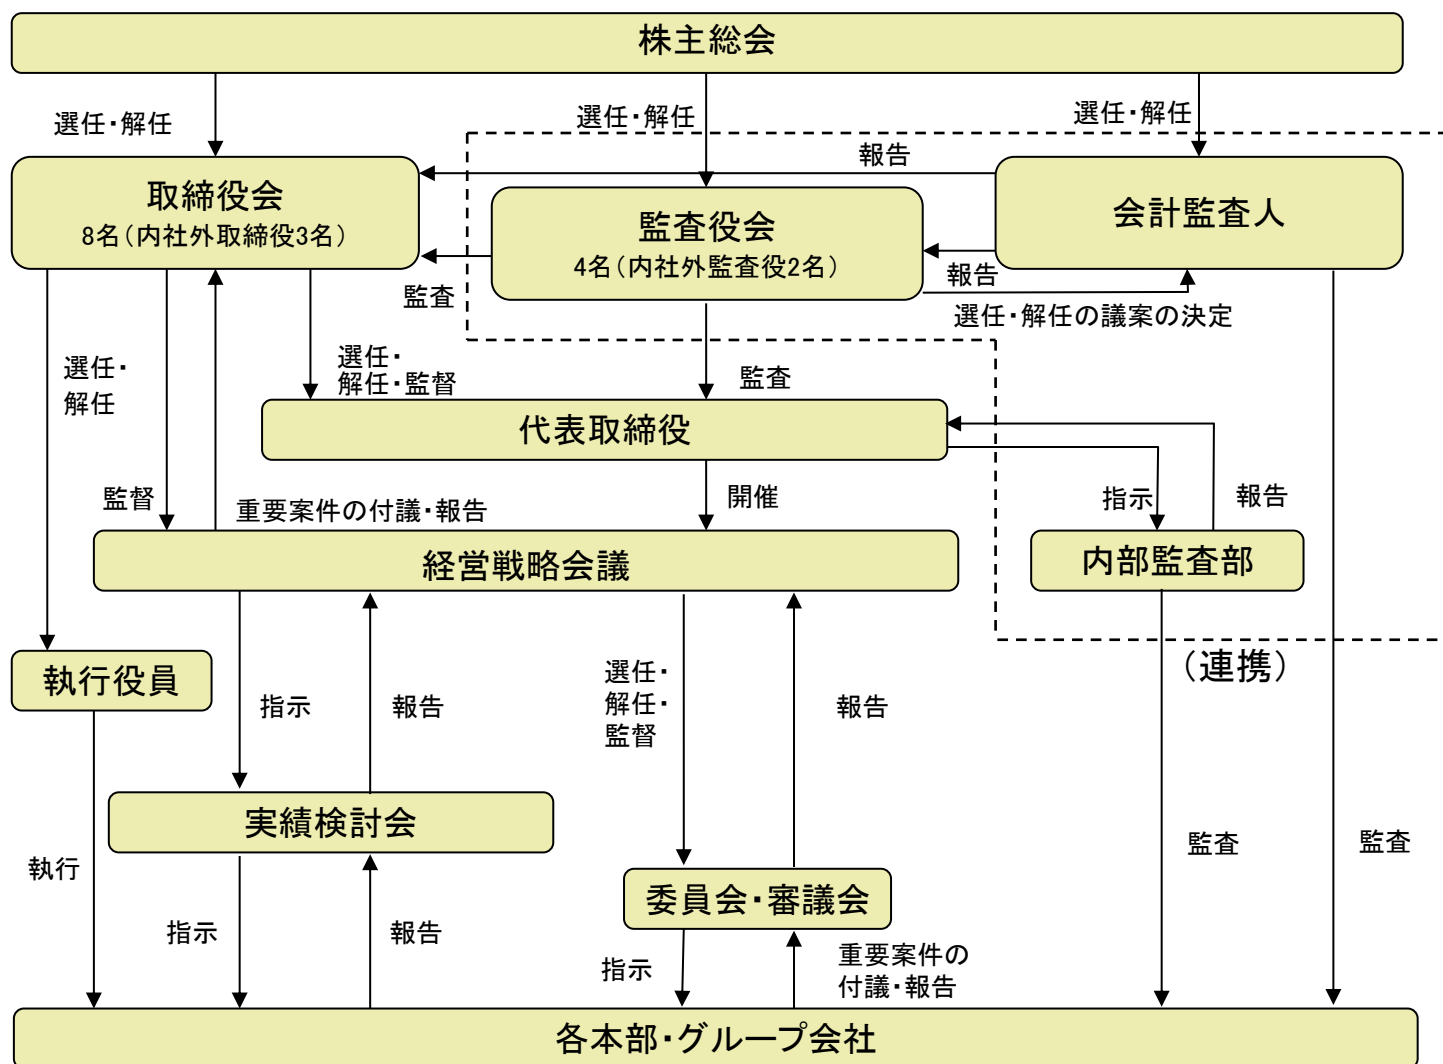 株主総会
選任・解任
選任・解任
選任・解任
報告
取締役会
8名（内社外取締役3名）
監査役会
4名（内社外監査役2名）
会計監査人
監査
報告
選任・解任の議案の決定
選任・
解任
選任・
解任・監督
監査
代表取締役
監督
重要案件の付議・報告
開催
指示
報告
経営戦略会議
内部監査部
執行役員
指示
報告
選任・
解任・
監督
報告
（連携）
実績検討会
執行
監査
監査
委員会・審議会
指示
報告
指示
重要案件の
付議・報告
各本部・グループ会社